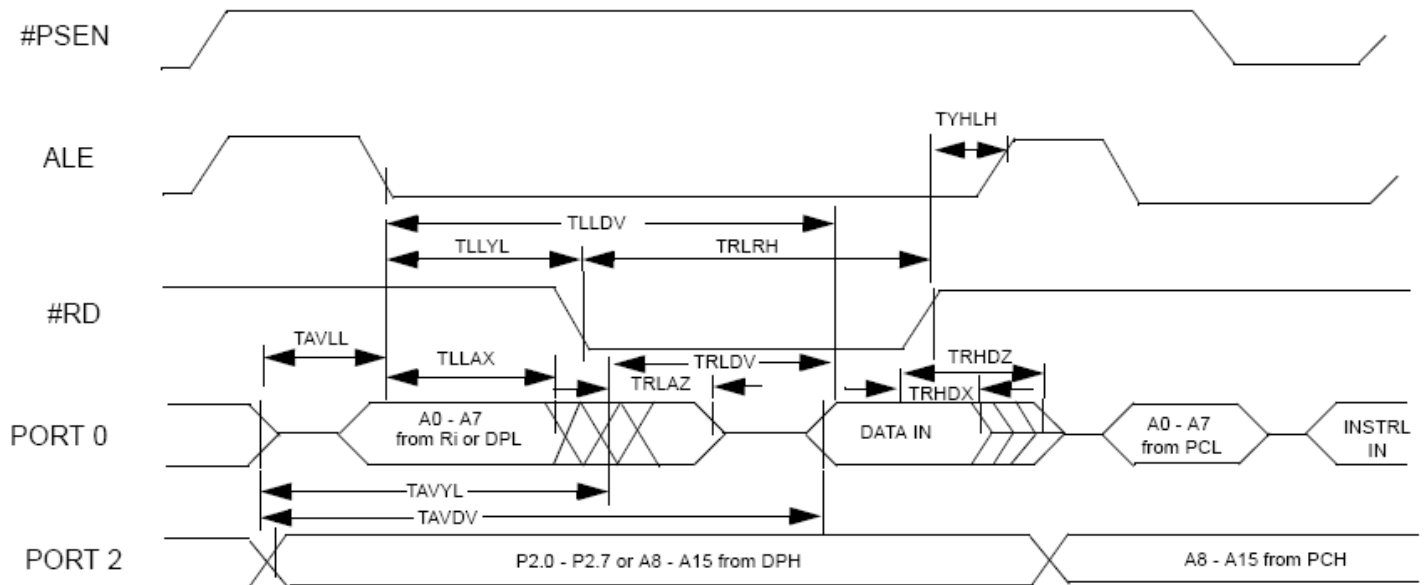 #PSEN
TYHLH
ALE
TLLDV
TLLYL
TRLRH
#RD
TAVLL
TLLAX
TRLDV
TRHDZ
TRLAZ
TRHDX
PORT 0
A0 - A7
from Ri or DPL
DATA IN
A0 - A7
from PCL
INSTRL
IN
TAVYL
TAVDV
PORT 2
P2.0 - P2.7 or A8 - A15 from DPH
A8 - A15 from PCH